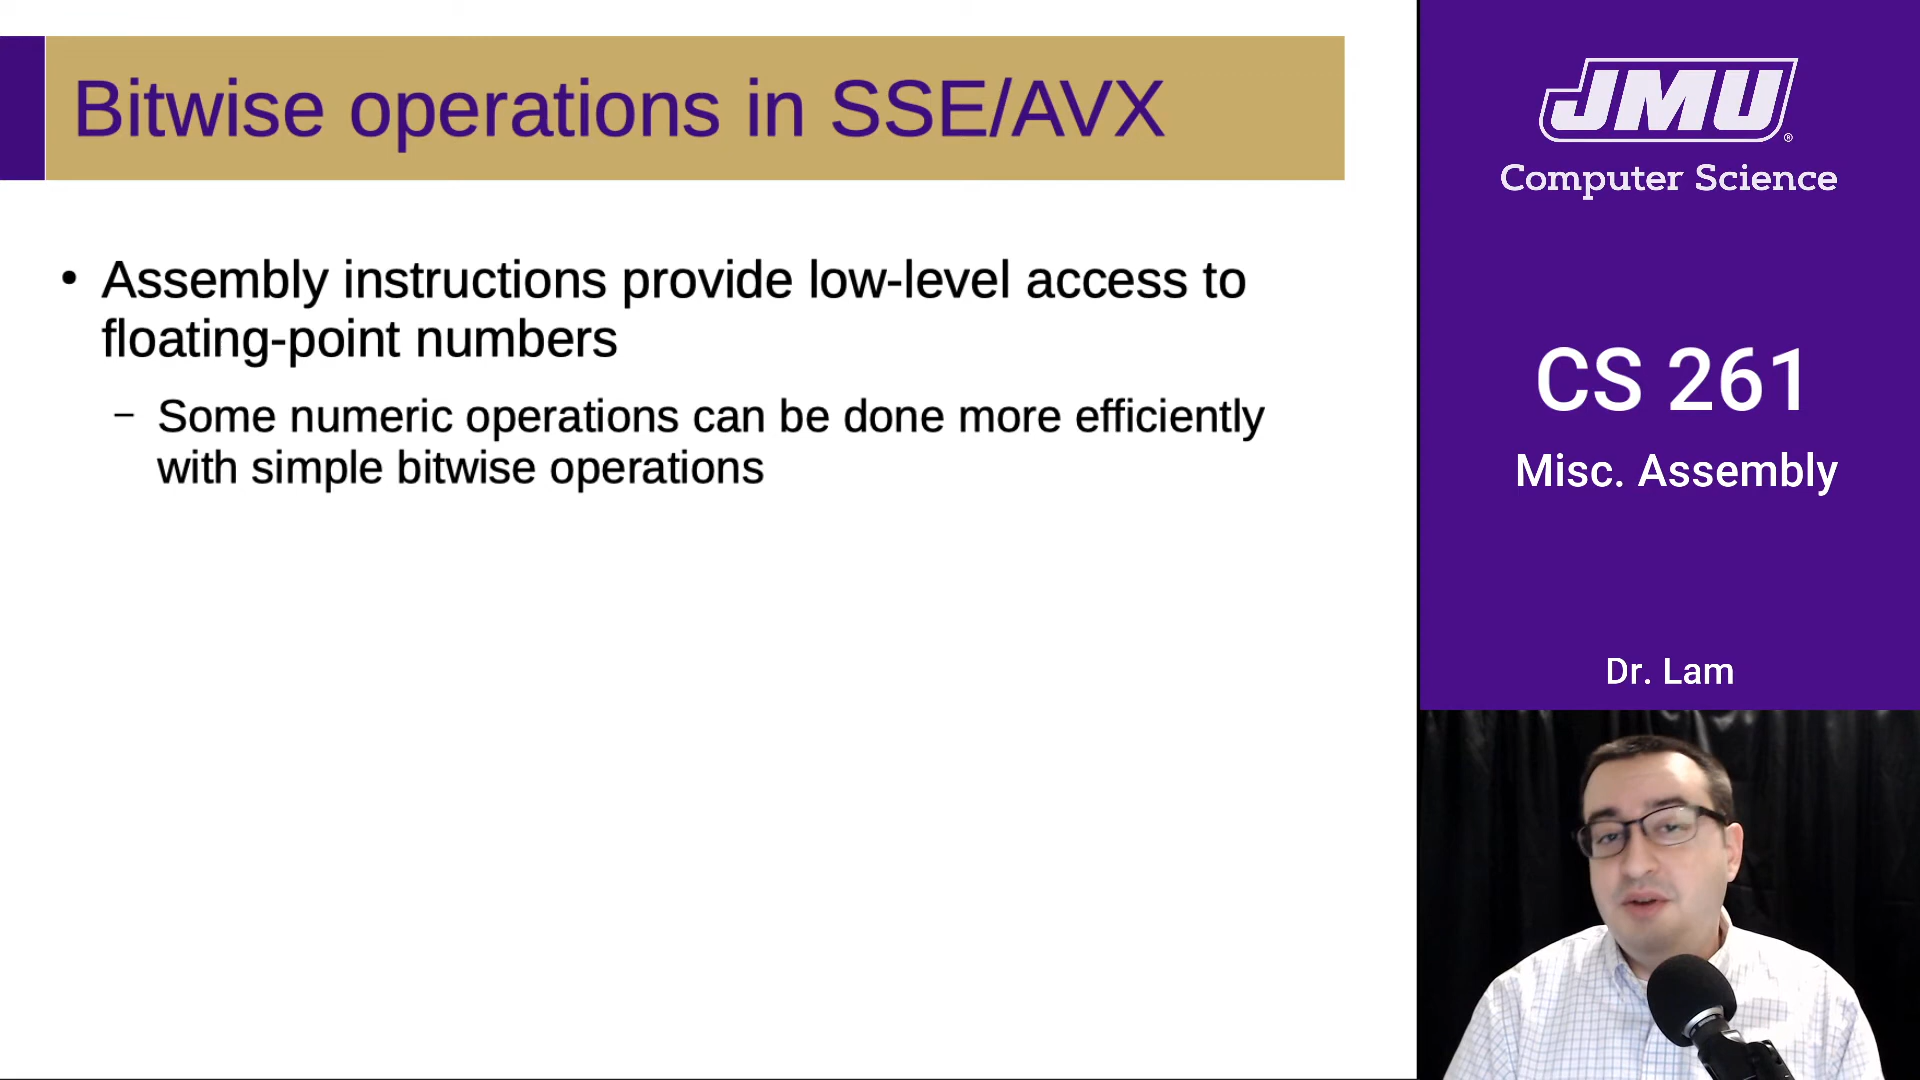 Bitwise operations in SSE/AVX
• Assembly instructions provide low-level access to
floating-point numbers
– Some numeric operations can be done more efficiently
with simple bitwise operations
JMU®
Computer Science
CS 261
Misc. Assembly
Dr. Lam